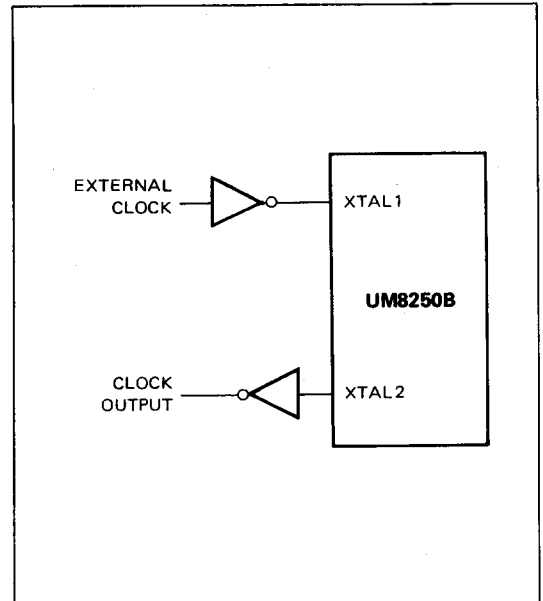 EXTERNAL
CLOCK
XTAL1
UM8250B
CLOCK
OUTPUT
XTAL2